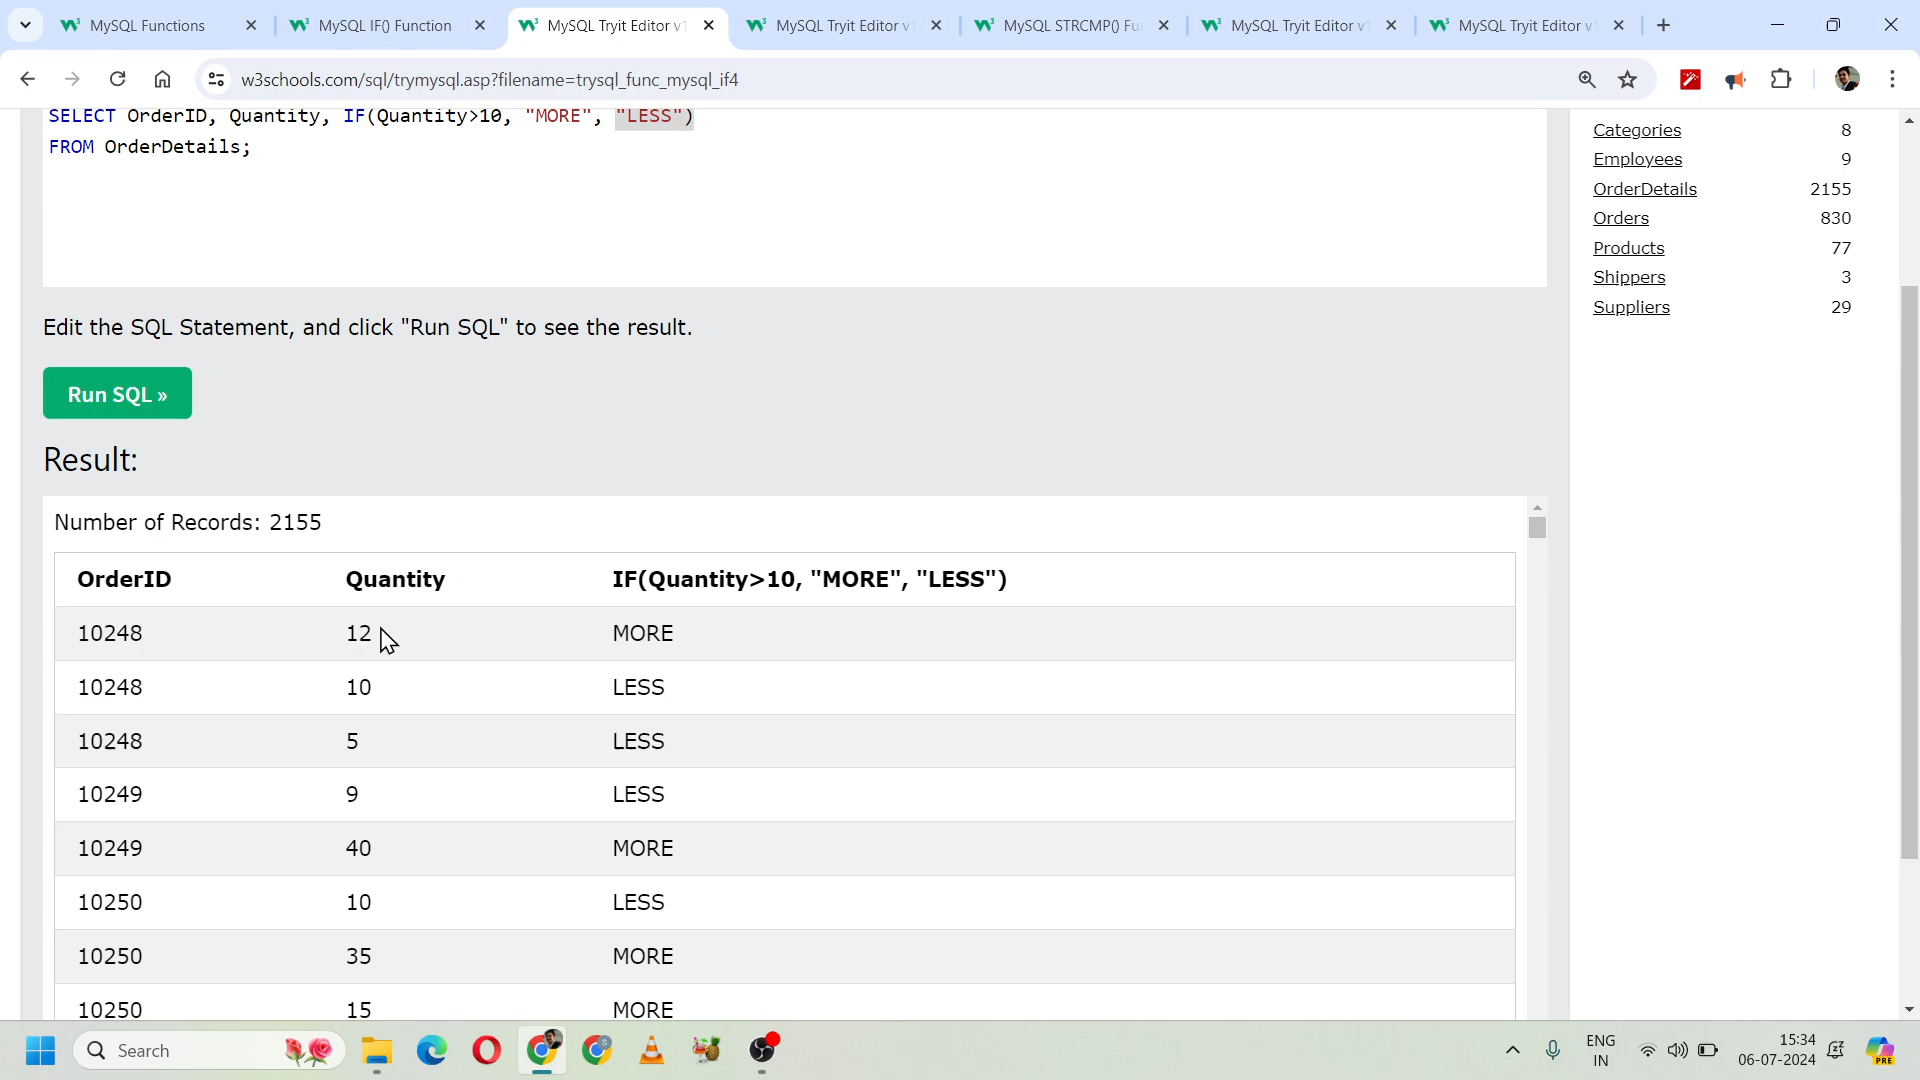 MySQL Functions
MySQL IF() Function
MySQL Tryit Editor v1
MySQL Tryit Editor v1
MySQL STRCMP() Fu
MySQL Tryit Editor v1
MySQL Tryit Editor v
w3schools.com/sql/trymysql.asp?filename=trysql_func_mysql_if4
SELECT OrderID, Quantity, IF(Quantity>10, "MORE", "LESS")
FROM OrderDetails;
Categories 8
Employees 9
OrderDetails 2155
Orders 830
Products 77
Shippers 3
Suppliers 29
Edit the SQL Statement, and click "Run SQL" to see the result.
Run SQL »
Result:
Number of Records: 2155
OrderID Quantity IF(Quantity>10, "MORE", "LESS")
10248 12 MORE
10248 10 LESS
10248 5 LESS
10249 9 LESS
10249 40 MORE
10250 10 LESS
10250 35 MORE
10250 15 MORE
Search
ENG
IN
15:34
06-07-2024
PRE